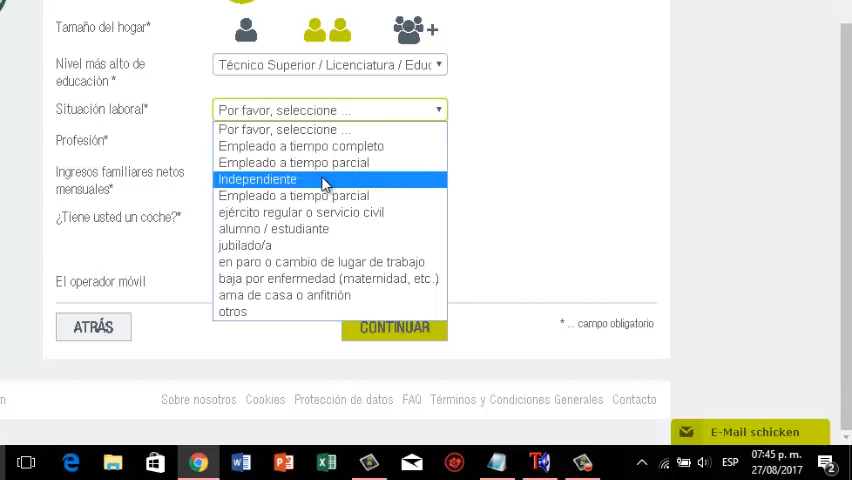 Tamaño del hogar*
+
Nivel más alto de
educación *
Técnico Superior / Licenciatura / Educ
Situación laboral*
Por favor, seleccione ...
Por favor, seleccione ...
Empleado a tiempo completo
Empleado a tiempo parcial
Independiente
Empleado a tiempo parcial
ejército regular o servicio civil
alumno / estudiante
jubilado/a
en paro o cambio de lugar de trabajo
baja por enfermedad (maternidad, etc.)
ama de casa o anfitrión
otros
Profesión*
Ingresos familiares netos
mensuales*
¿Tiene usted un coche?*
El operador móvil
ATRÁS
CONTINUAR
* ... campo obligatorio
m
Sobre nosotros Cookies Protección de datos FAQ Términos y Condiciones Generales Contacto
E-Mail schicken
ESP
07:45 p. m.
27/08/2017
2